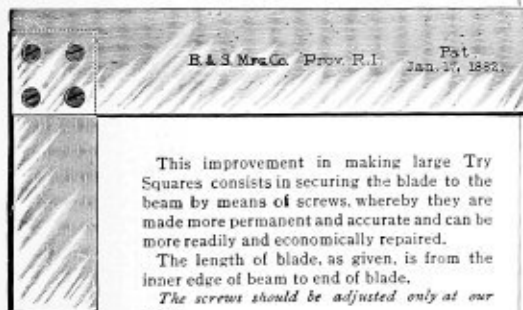 B. & S. Mfg. Co. Prov. R.I.
Pat.
Jan. 17, 1882.
This improvement in making large Try
Squares consists in securing the blade to the
beam by means of screws, whereby they are
made more permanent and accurate and can be
more readily and economically repaired.
The length of blade, as given, is from the
inner edge of beam to end of blade,
The screws should be adjusted only at our